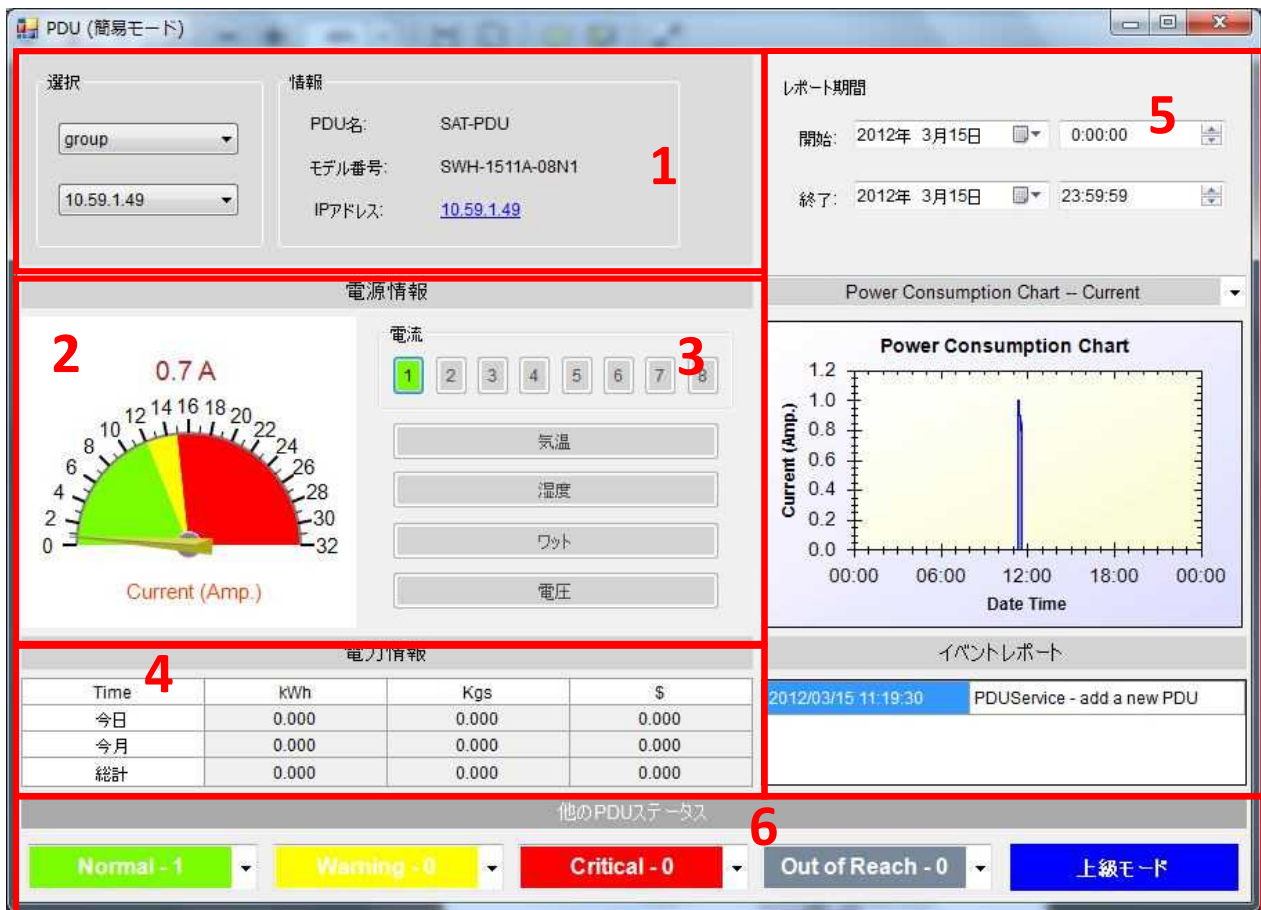 PDU (簡易モード)
選択
group
10.59.1.49
情報
PDU名: SAT-PDU
モデル番号: SWH-1511A-08N1
IPアドレス: 10.59.1.49
1
レポート期間
5
開始: 2012年 3月15日 0:00:00
終了: 2012年 3月15日 23:59:59
電源情報
2
0.7 A
0 2 4 6 8 10 12 14 16 18 20 22 24 26 28 30 32
Current (Amp.)
電流
3
1 2 3 4 5 6 7 8
気温
湿度
ワット
電圧
Power Consumption Chart -- Current
Power Consumption Chart
Current (Amp.)
1.2
1.0
0.8
0.6
0.4
0.2
0.0
00:00 06:00 12:00 18:00 00:00
Date Time
電力情報
4
Time kWh Kgs $
今日 0.000 0.000 0.000
今月 0.000 0.000 0.000
総計 0.000 0.000 0.000
イベントレポート
2012/03/15 11:19:30 PDUService - add a new PDU
他のPDUステータス
6
Normal - 1
Warning - 0
Critical - 0
Out of Reach - 0
上級モード